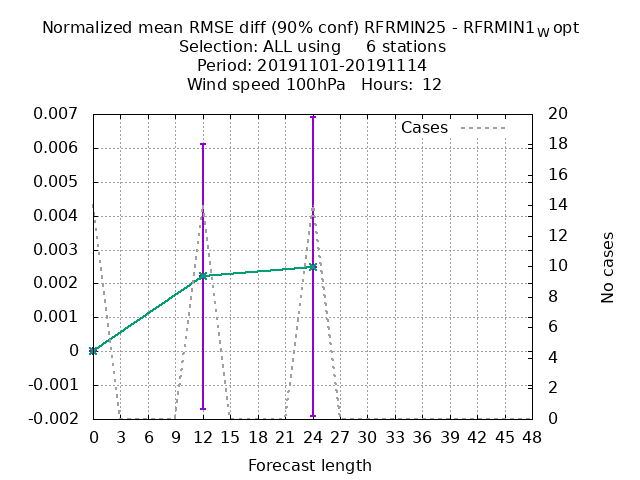 Normalized mean RMSE diff (90% conf) RFRMIN25 - RFRMIN1W opt
Selection: ALL using 6 stations
Period: 20191101-20191114
Wind speed 100hPa Hours: 12
Cases
0.007
0.006
0.005
0.004
0.003
0.002
0.001
0
-0.001
-0.002
20
18
16
14
12
10
8
6
4
2
0
No cases
0 3 6 9 12 15 18 21 24 27 30 33 36 39 42 45 48
Forecast length